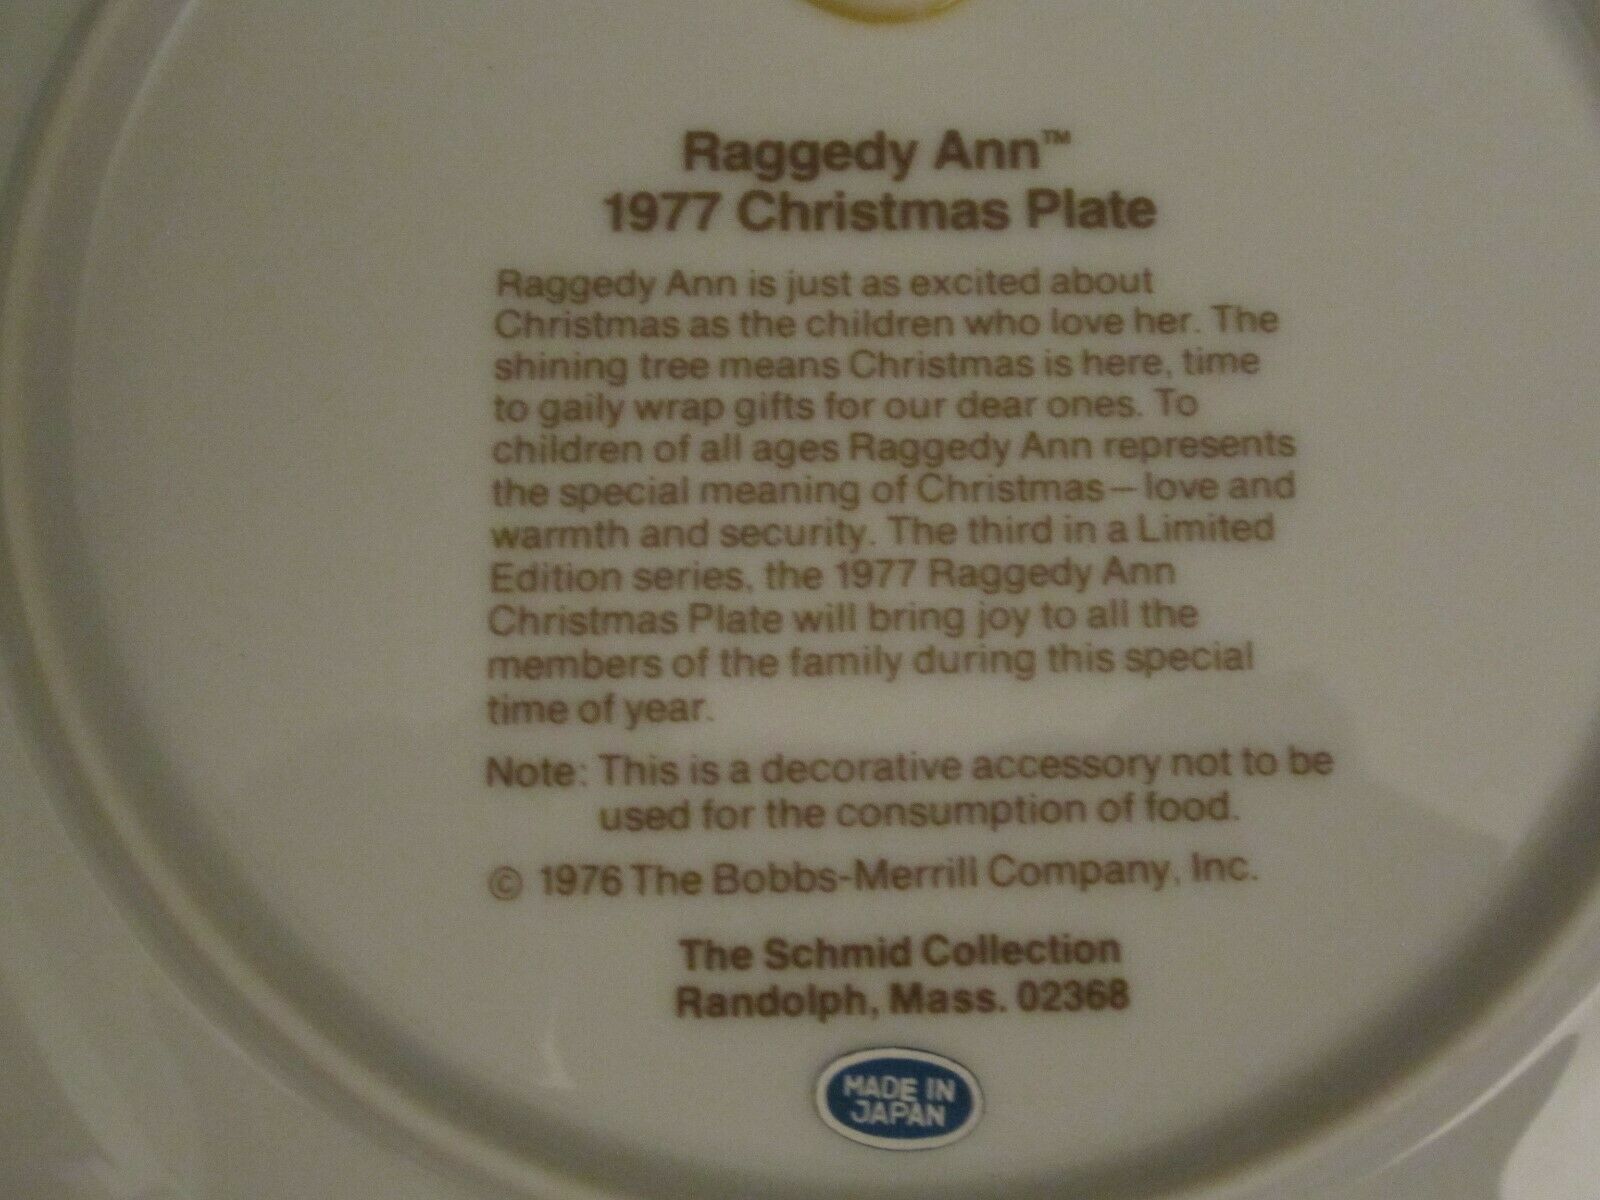 Raggedy Ann™
1977 Christmas Plate
Raggedy Ann is just as excited about
Christmas as the children who love her. The
shining tree means Christmas is here, time
to gaily wrap gifts for our dear ones. To
children of all ages Raggedy Ann represents
the special meaning of Christmas—love and
warmth and security. The third in a Limited
Edition series, the 1977 Raggedy Ann
Christmas Plate will bring joy to all the
members of the family during this special
time of year.
Note: This is a decorative accessory not to be
used for the consumption of food.
© 1976 The Bobbs-Merrill Company, Inc.
The Schmid Collection
Randolph, Mass. 02368
MADE IN
JAPAN